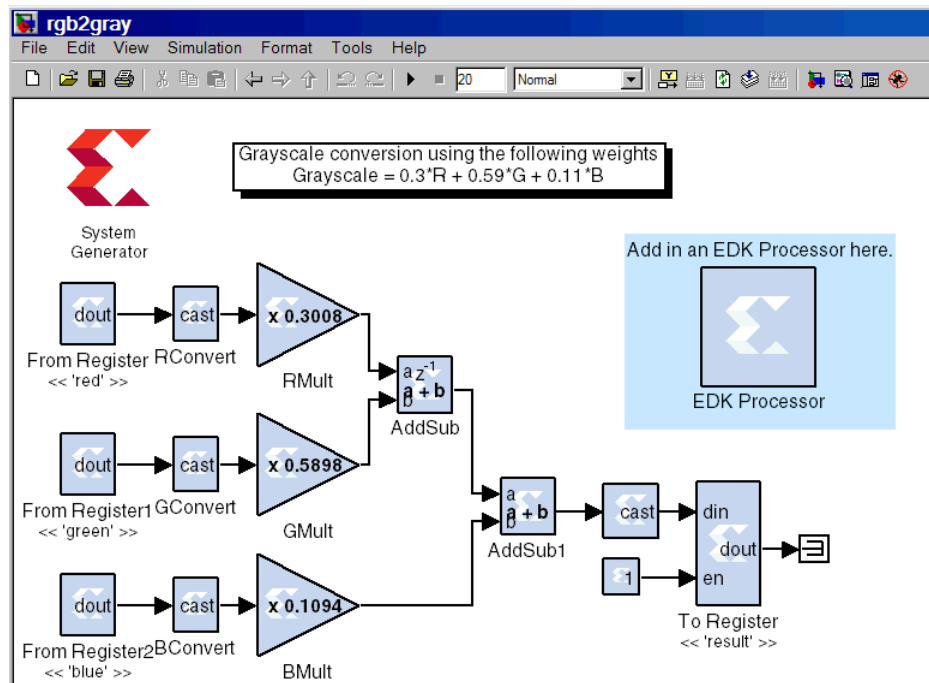 rgb2gray
File Edit View Simulation Format Tools Help
20 Normal
Grayscale conversion using the following weights
Grayscale = 0.3*R + 0.59*G + 0.11*B
System
Generator
Add in an EDK Processor here.
EDK Processor
dout
cast
x 0.3008
From Register
<< 'red' >>
RConvert
RMult
a z-1
a + b
b
AddSub
dout
cast
x 0.5898
From Register1
<< 'green' >>
GConvert
GMult
a
a + b
b
AddSub1
cast
1
din
dout
en
To Register
<< 'result' >>
dout
cast
x 0.1094
From Register2
<< 'blue' >>
BConvert
BMult